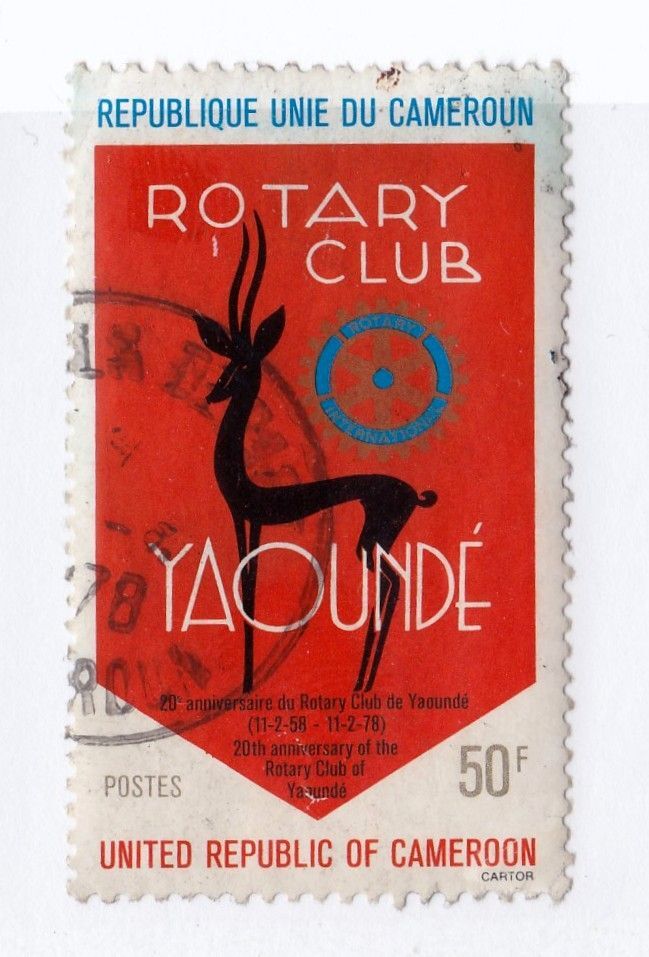 REPUBLIQUE UNIE DU CAMEROUN
ROTARY
CLUB
ROTARY
INTERNATIONAL
YAOUNDÉ
20e anniversaire du Rotary Club de Yaoundé
(11-2-58 - 11-2-78)
20th anniversary of the
Rotary Club of
Yaoundé
POSTES
50F
UNITED REPUBLIC OF CAMEROON
CARTOR
78